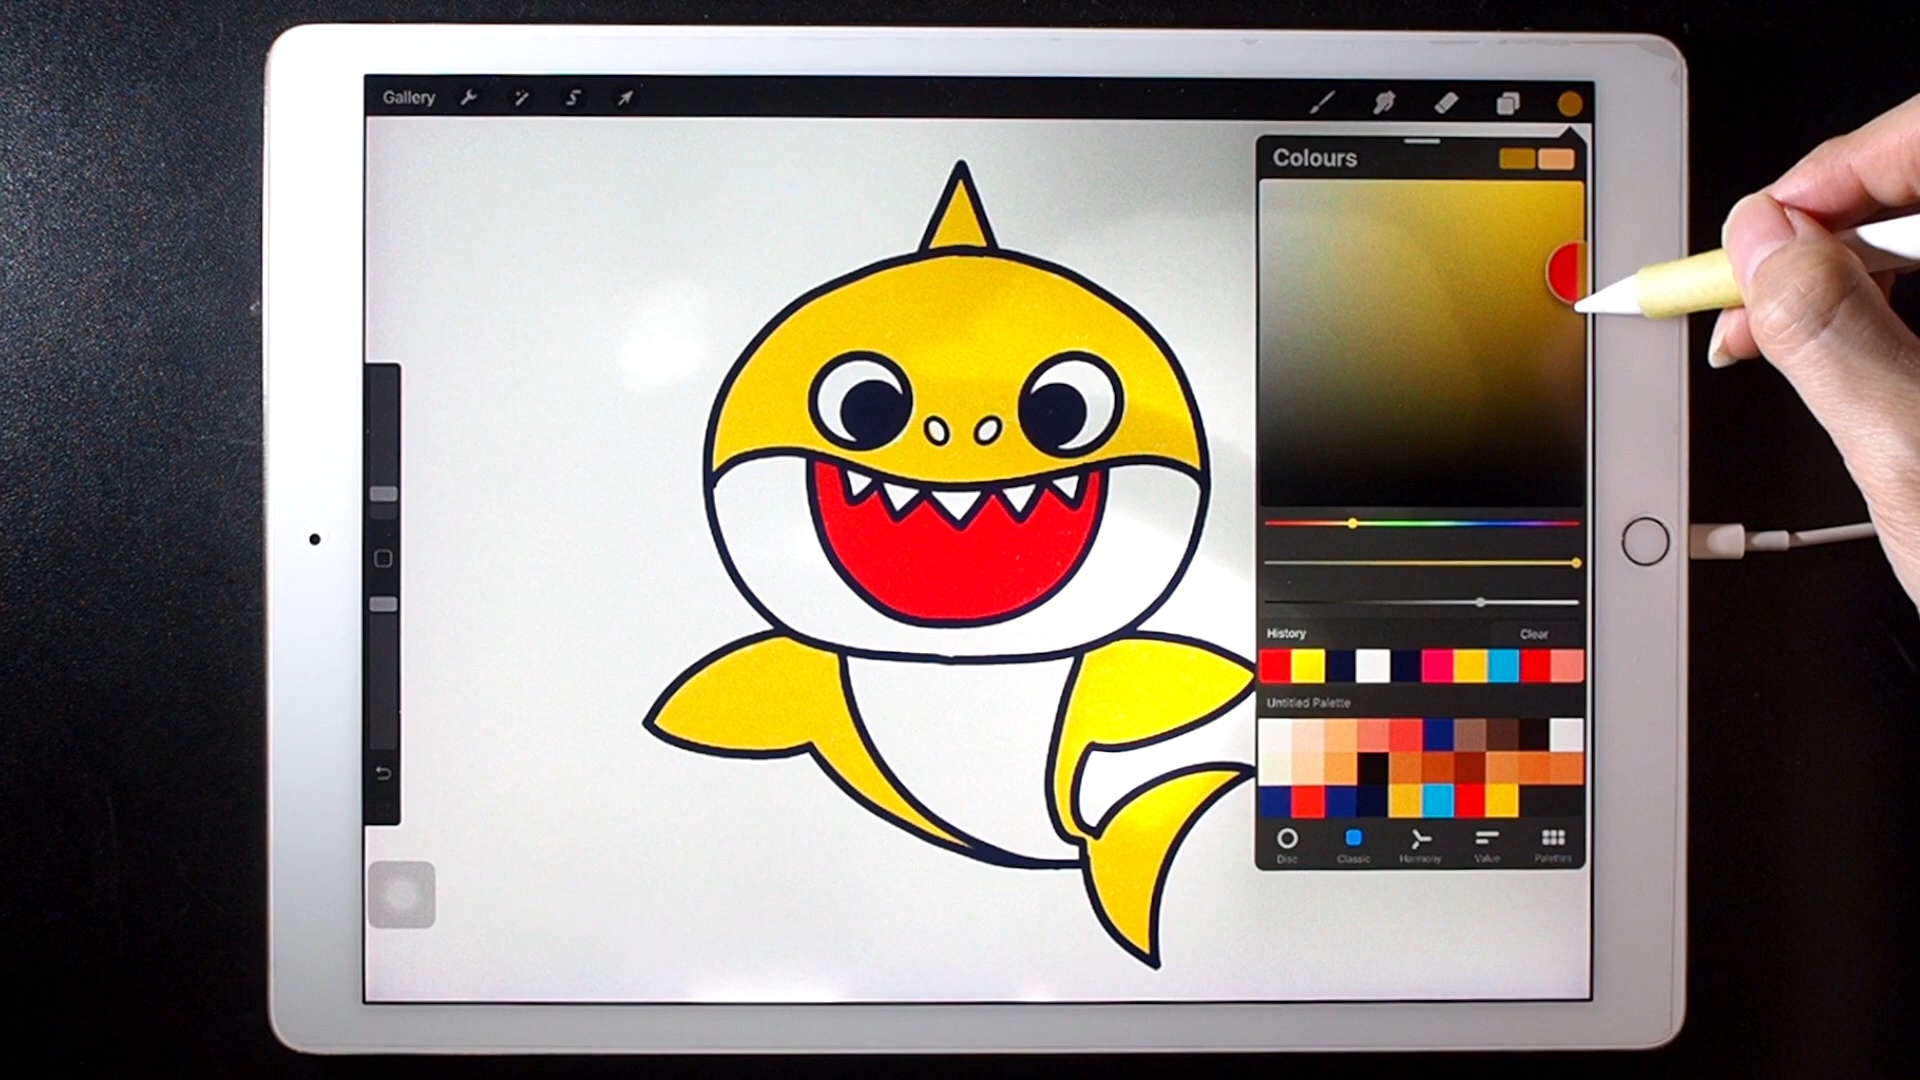 Gallery
Colours
History
Clear
Untitled Palette
Disc
Classic
Harmony
Value
Palettes